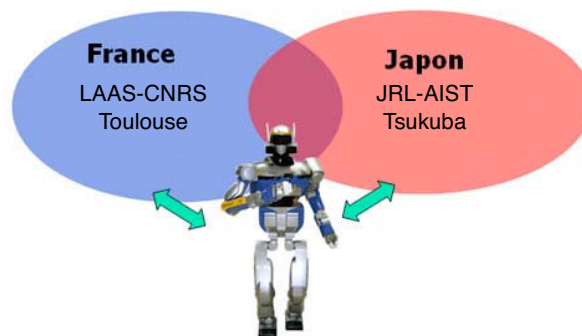 France
LAAS-CNRS
Toulouse
Japon
JRL-AIST
Tsukuba